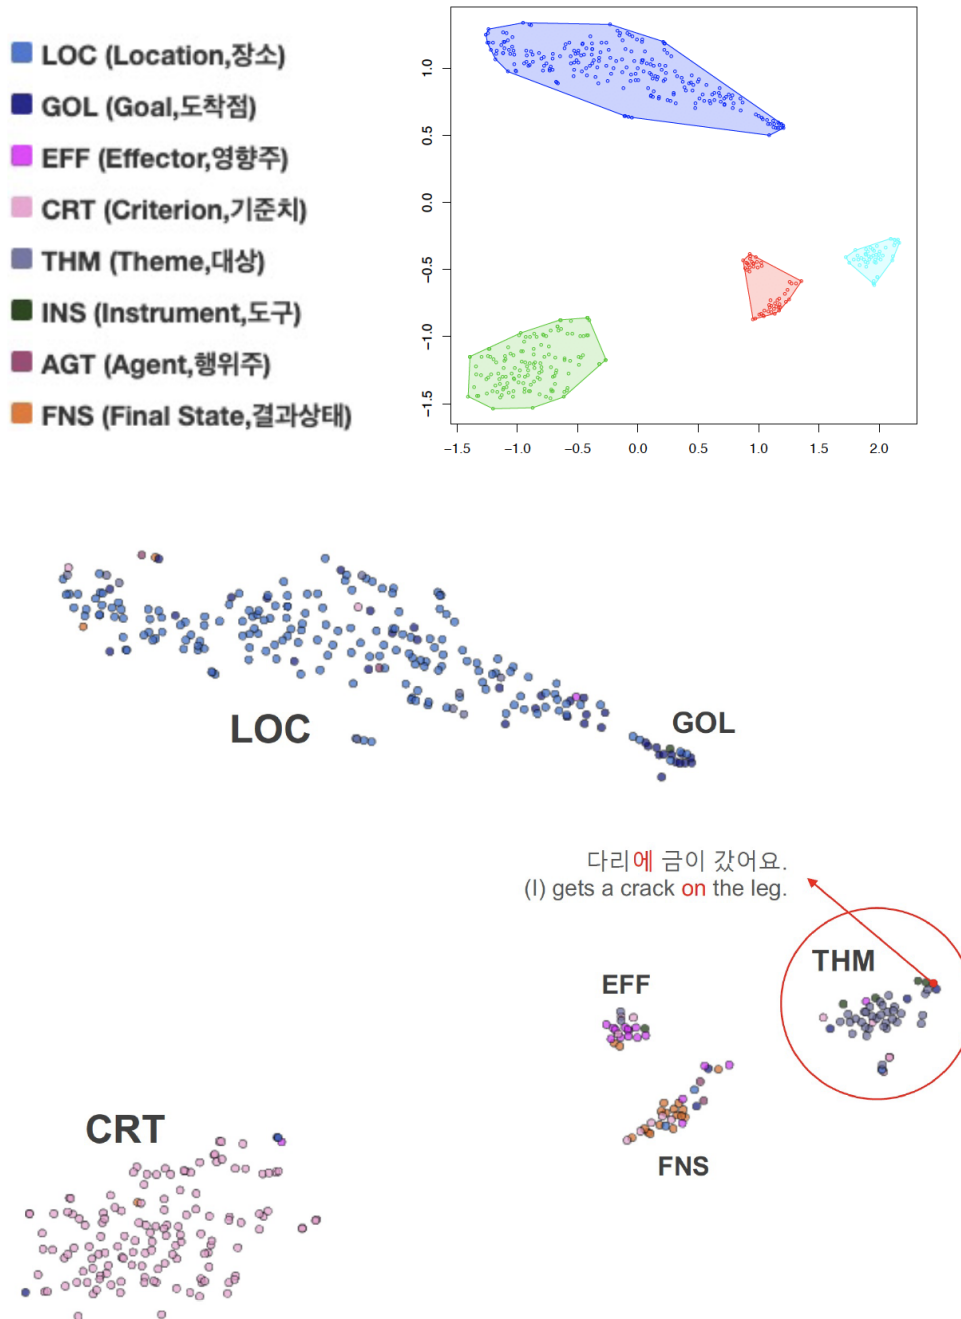 LOC (Location,장소)
GOL (Goal,도착점)
EFF (Effector,영향주)
CRT (Criterion,기준치)
THM (Theme,대상)
INS (Instrument,도구)
AGT (Agent,행위주)
FNS (Final State,결과상태)
1.0
0.5
0.0
−0.5
−1.0
−1.5
−1.5 −1.0 −0.5 0.0 0.5 1.0 1.5 2.0
LOC
GOL
다리에 금이 갔어요.
(I) gets a crack on the leg.
THM
EFF
CRT
FNS